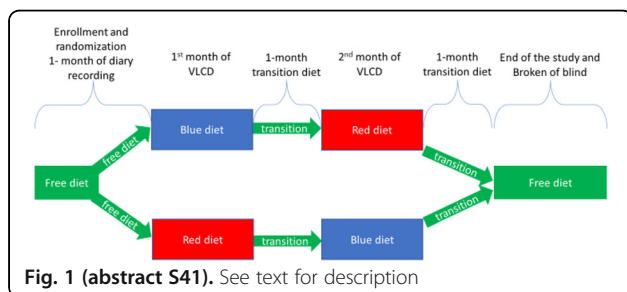 Enrollment and
randomization
1- month of diary
recording
1st month of
VLCD
1-month
transition diet
2nd month of
VLCD
1-month
transition diet
End of the study and
Broken of blind
Blue diet
transition
Red diet
free diet
transition
Free diet
Free diet
free diet
transition
Red diet
transition
Blue diet
Fig. 1 (abstract S41). See text for description